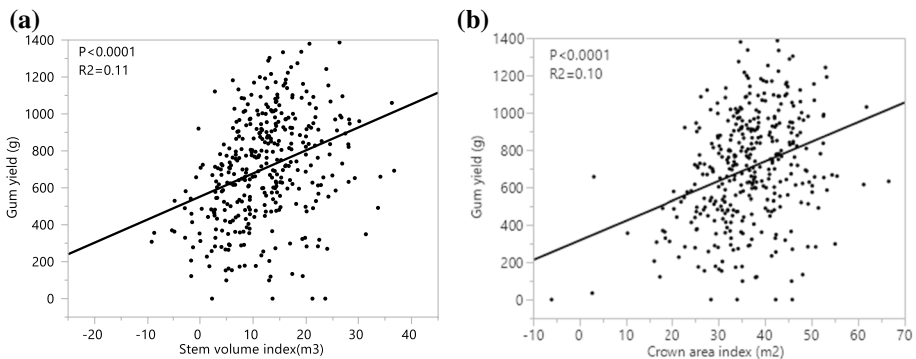 (a)
P<0.0001
R2=0.11
1400
1200
1000
800
600
400
200
0
Gum yield (g)
-20 -10 0 10 20 30 40
Stem volume index(m3)
(b)
P<0.0001
R2=0.10
1400
1200
1000
800
600
400
200
0
Gum yield (g)
-10 0 10 20 30 40 50 60 70
Crown area index (m2)